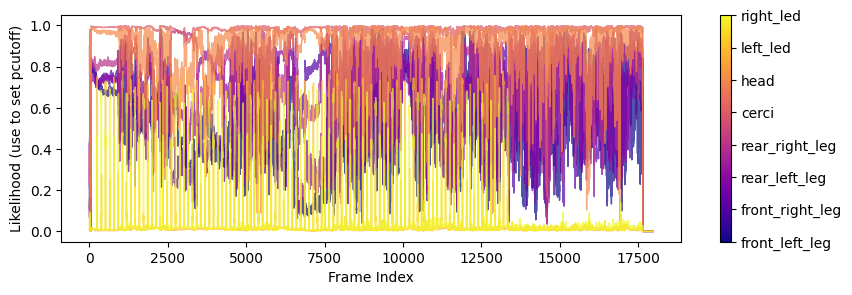 Likelihood (use to set pcutoff)
1.0
0.8
0.6
0.4
0.2
0.0
0
2500
5000
7500
10000
12500
15000
17500
Frame Index
right_led
left_led
head
cerci
rear_right_leg
rear_left_leg
front_right_leg
front_left_leg